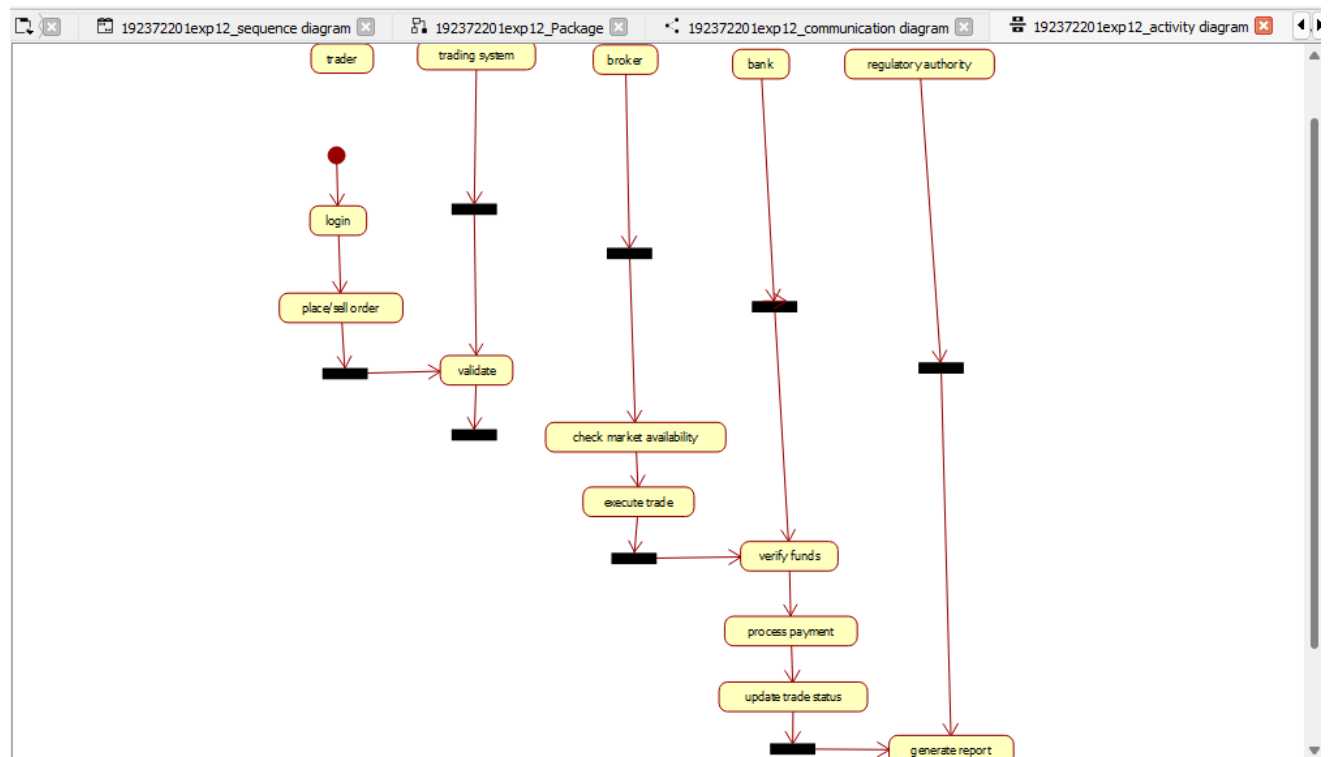 192372201exp12_sequence diagram
192372201exp12_Package
192372201exp12_communication diagram
192372201exp12_activity diagram
trader
trading system
broker
bank
regulatory authority
login
place/sell order
validate
check market availability
execute trade
verify funds
process payment
update trade status
generate report